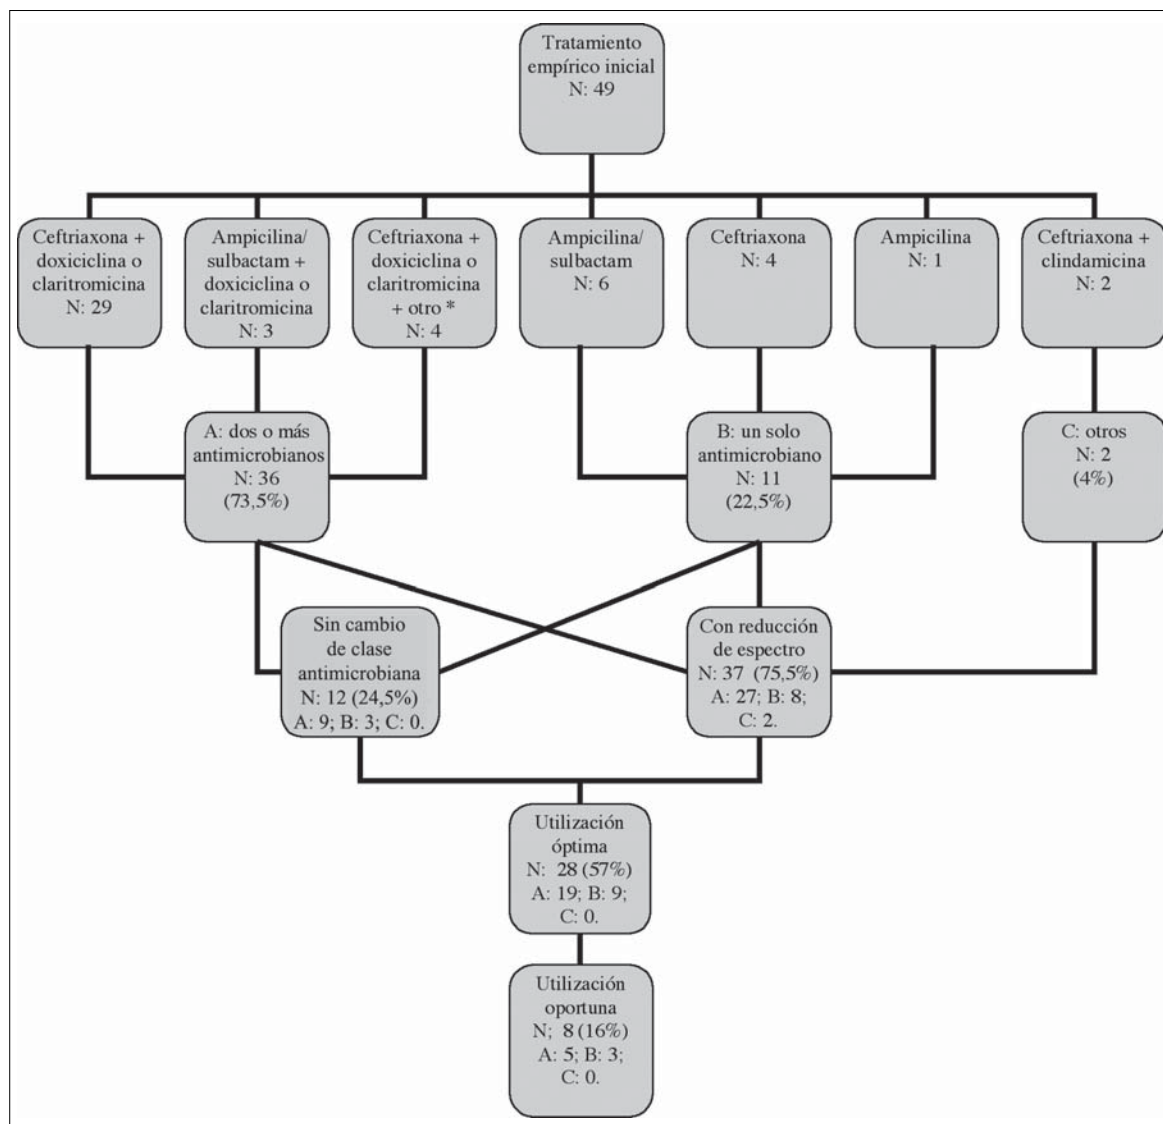 Tratamiento
empírico inicial
N: 49
Ceftriaxona +
doxiciclina o
claritromicina
N: 29
Ampicilina/
sulbactam +
doxiciclina o
claritromicina
N: 3
Ceftriaxona +
doxiciclina o
claritromicina
+ otro *
N: 4
Ampicilina/
sulbactam
N: 6
Ceftriaxona
N: 4
Ampicilina
N: 1
Ceftriaxona +
clindamicina
N: 2
A: dos o más
antimicrobianos
N: 36
(73,5%)
B: un solo
antimicrobiano
N: 11
(22,5%)
C: otros
N: 2
(4%)
Sin cambio
de clase
antimicrobiana
N: 12 (24,5%)
A: 9; B: 3; C: 0.
Con reducción
de espectro
N: 37 (75,5%)
A: 27; B: 8;
C: 2.
Utilización
óptima
N: 28 (57%)
A: 19; B: 9;
C: 0.
Utilización
oportuna
N; 8 (16%)
A: 5; B: 3;
C: 0.